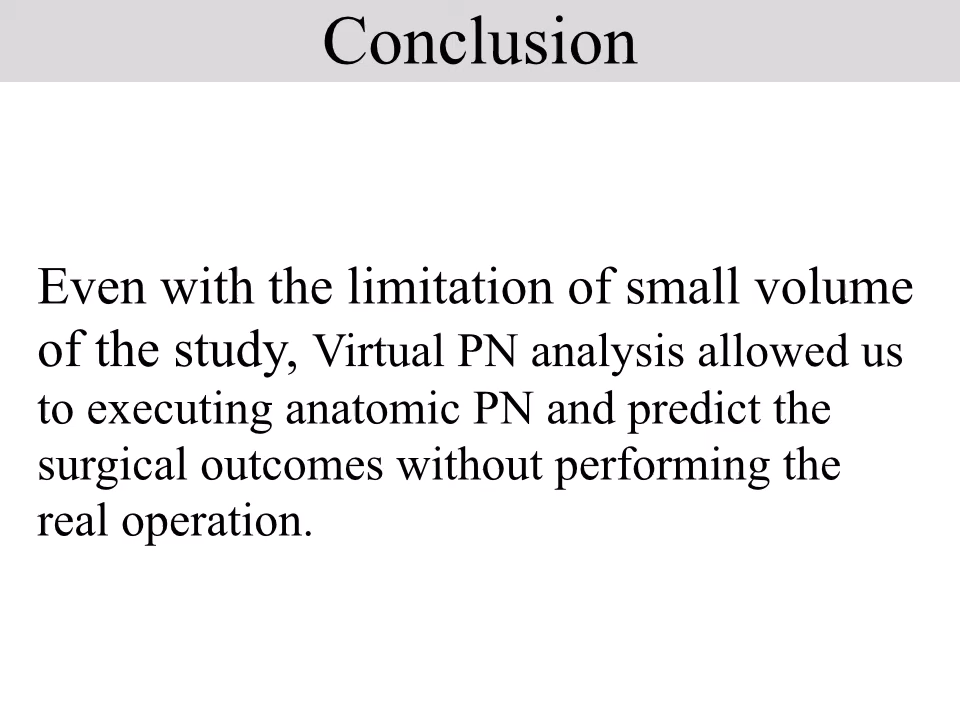 Conclusion
Even with the limitation of small volume
of the study, Virtual PN analysis allowed us
to executing anatomic PN and predict the
surgical outcomes without performing the
real operation.